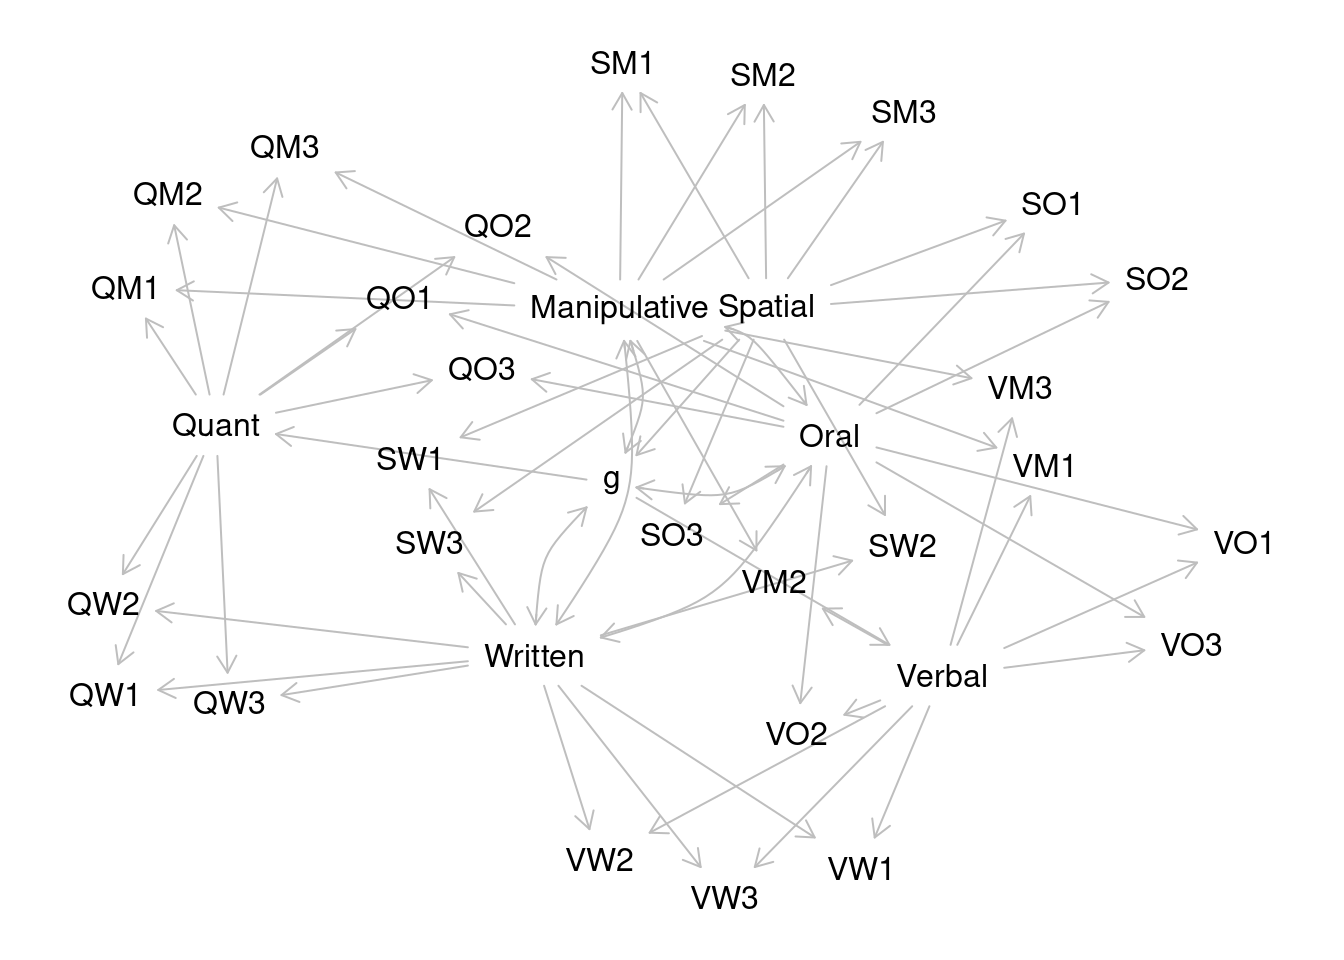 SM1
SM2
SM3
QM3
QM2
SO1
QO2
SO2
QM1
QO1
Manipulative
Spatial
QO3
VM3
Quant
Oral
SW1
VM1
g
SO3
SW3
SW2
VO1
VM2
QW2
VO3
Written
Verbal
QW1
QW3
VO2
VW2
VW1
VW3